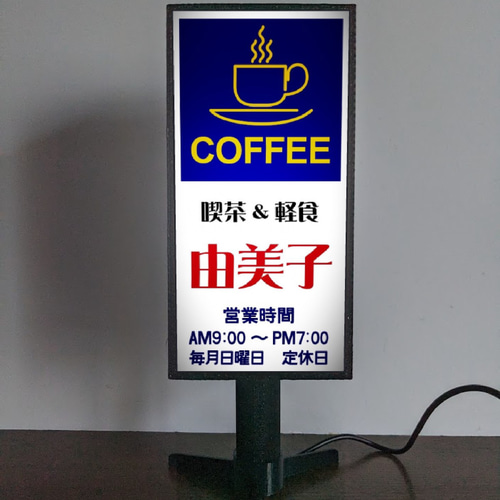 COFFEE
喫茶 & 軽食
由美子
営業時間
AM9:00 〜 PM7:00
毎月日曜日 定休日